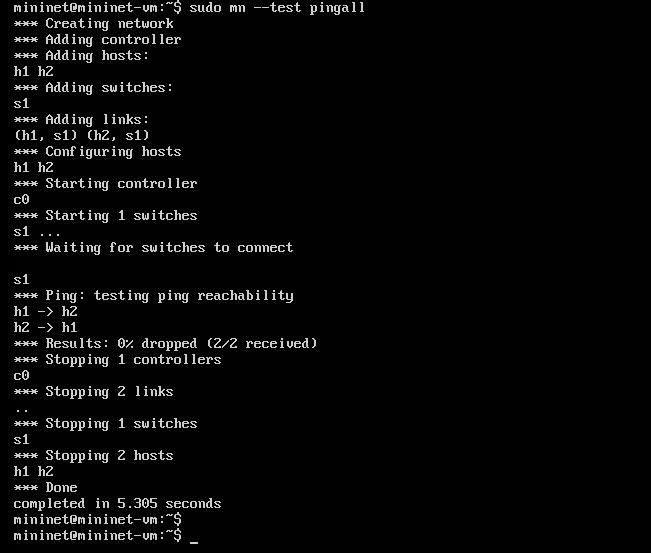 mininet@mininet-vm:~$ sudo mn --test pingall
*** Creating network
*** Adding controller
*** Adding hosts:
h1 h2
*** Adding switches:
s1
*** Adding links:
(h1, s1) (h2, s1)
*** Configuring hosts
h1 h2
*** Starting controller
c0
*** Starting 1 switches
s1 ...
*** Waiting for switches to connect
s1
*** Ping: testing ping reachability
h1 -> h2
h2 -> h1
*** Results: 0% dropped (2/2 received)
*** Stopping 1 controllers
c0
*** Stopping 2 links
..
*** Stopping 1 switches
s1
*** Stopping 2 hosts
h1 h2
*** Done
completed in 5.305 seconds
mininet@mininet-vm:~$
mininet@mininet-vm:~$ _